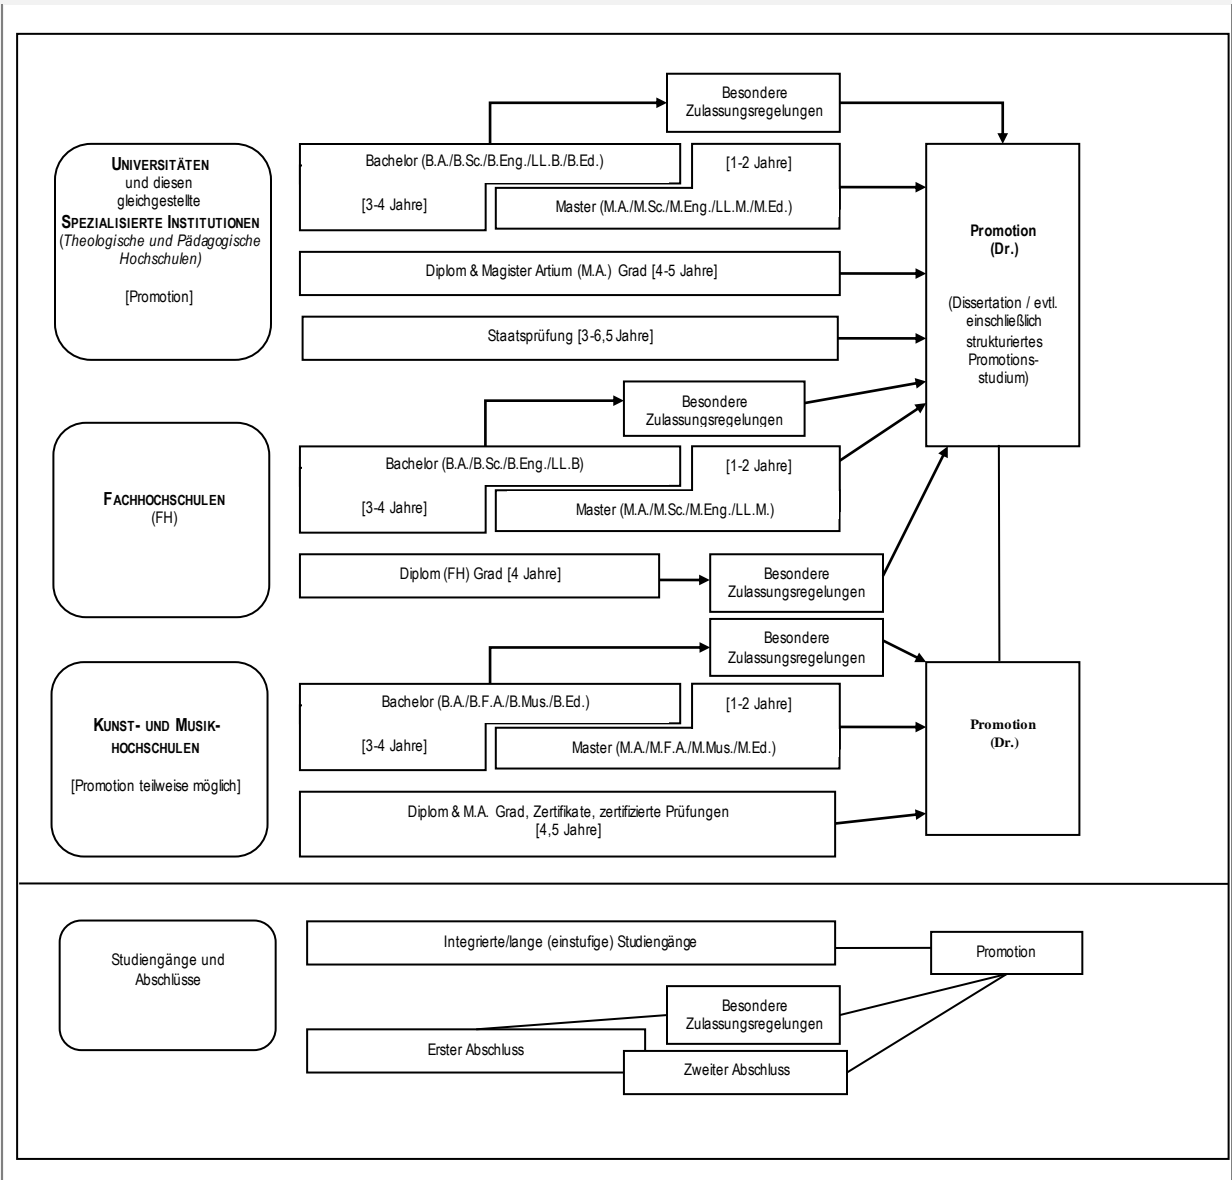 Besondere
Zulassungsregelungen
UNIVERSITÄTEN
und diesen
gleichgestellte
SPEZIALISIERTE INSTITUTIONEN
(Theologische und Pädagogische
Hochschulen)
[Promotion]
Bachelor (B.A./B.Sc./B.Eng./LL.B./B.Ed.)
[3-4 Jahre]
[1-2 Jahre]
Master (M.A./M.Sc./M.Eng./LL.M./M.Ed.)
Diplom & Magister Artium (M.A.) Grad [4-5 Jahre]
Staatsprüfung [3-6,5 Jahre]
Promotion
(Dr.)
(Dissertation / evtl.
einschließlich
strukturiertes
Promotions-
studium)
Besondere
Zulassungsregelungen
FACHHOCHSCHULEN
(FH)
Bachelor (B.A./B.Sc./B.Eng./LL.B)
[3-4 Jahre]
[1-2 Jahre]
Master (M.A./M.Sc./M.Eng./LL.M.)
Diplom (FH) Grad [4 Jahre]
Besondere
Zulassungsregelungen
Besondere
Zulassungsregelungen
KUNST- UND MUSIK-
HOCHSCHULEN
[Promotion teilweise möglich]
Bachelor (B.A./B.F.A./B.Mus./B.Ed.)
[3-4 Jahre]
[1-2 Jahre]
Master (M.A./M.F.A./M.Mus./M.Ed.)
Diplom & M.A. Grad, Zertifikate, zertifizierte Prüfungen
[4,5 Jahre]
Promotion
(Dr.)
Studiengänge und
Abschlüsse
Integrierte/lange (einstufige) Studiengänge
Promotion
Besondere
Zulassungsregelungen
Erster Abschluss
Zweiter Abschluss